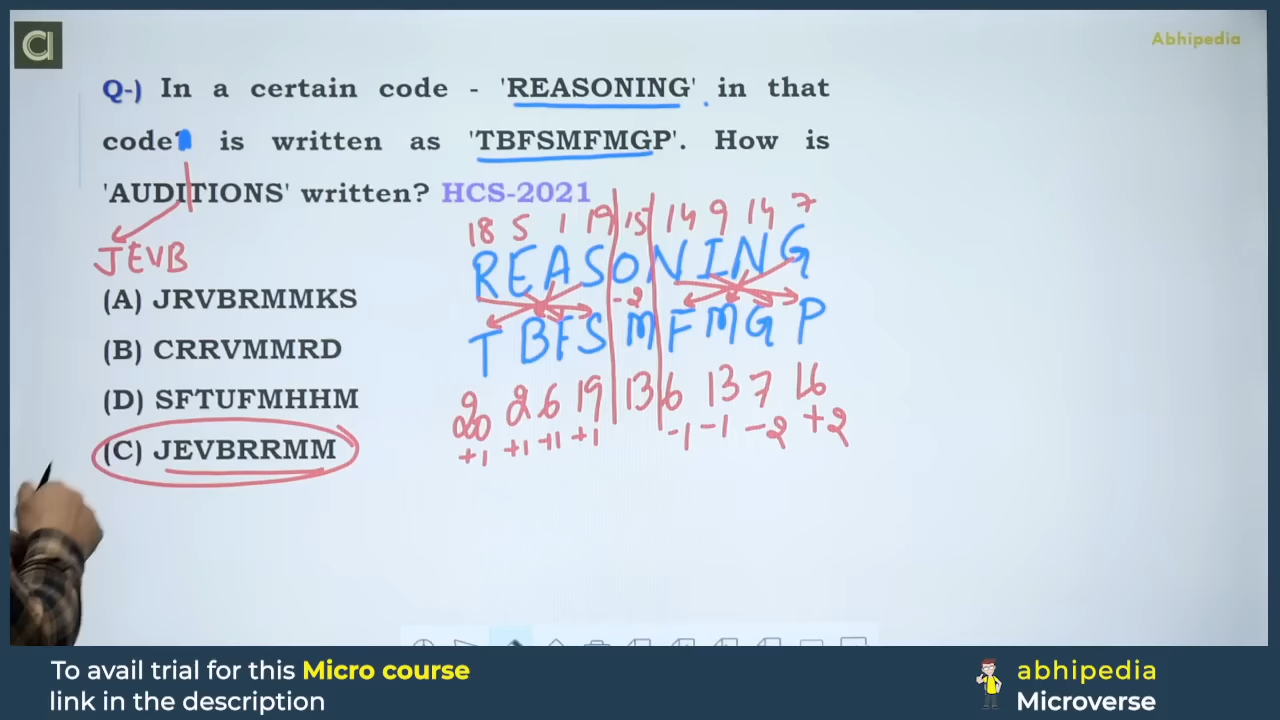 Abhipedia
Q-) In a certain code - 'REASONING' in that
code is written as 'TBFSMFMGP'. How is
'AUDITIONS' written? HCS-2021
JEVB
18 5 1 19 15 14 9 14 7
R E A S O N I N G
-2
T B F S M F M G P
20 2 6 19 13 6 13 7 16
+1 +1 +1 +1 -1 -1 -2 +2
(A) JRVBRMMKS
(B) CRRVMMRD
(D) SFTUFMHHM
(C) JEVBRRMM
To avail trial for this Micro course
link in the description
abhipedia
Microverse